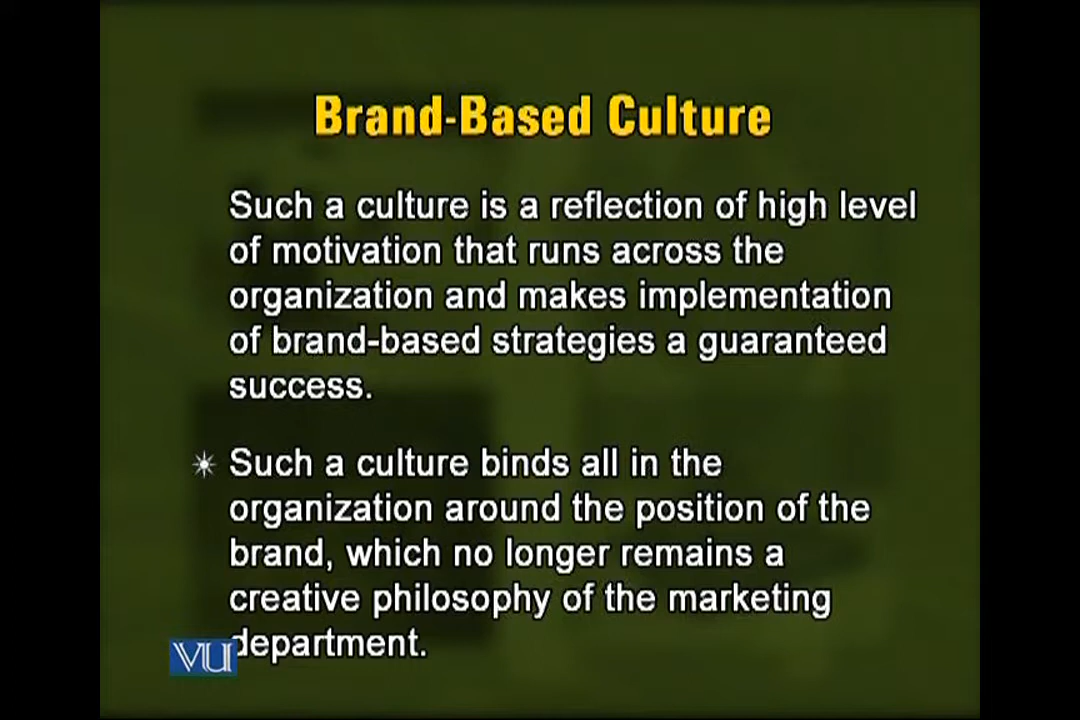 Brand-Based Culture
Such a culture is a reflection of high level
of motivation that runs across the
organization and makes implementation
of brand-based strategies a guaranteed
success.
Such a culture binds all in the
organization around the position of the
brand, which no longer remains a
creative philosophy of the marketing
department.
VU